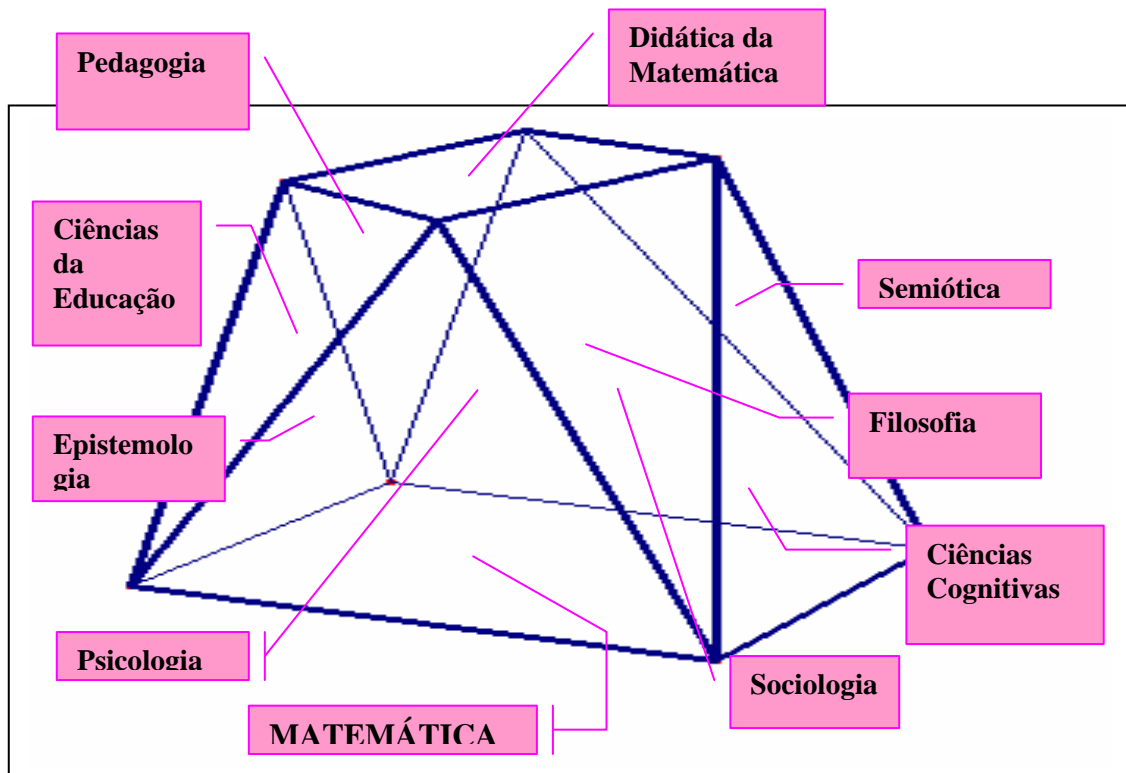 Pedagogia
Didática da
Matemática
Ciências
da
Educação
Semiótica
Epistemolo
gia
Filosofia
Ciências
Cognitivas
Psicologia
Sociologia
MATEMÁTICA